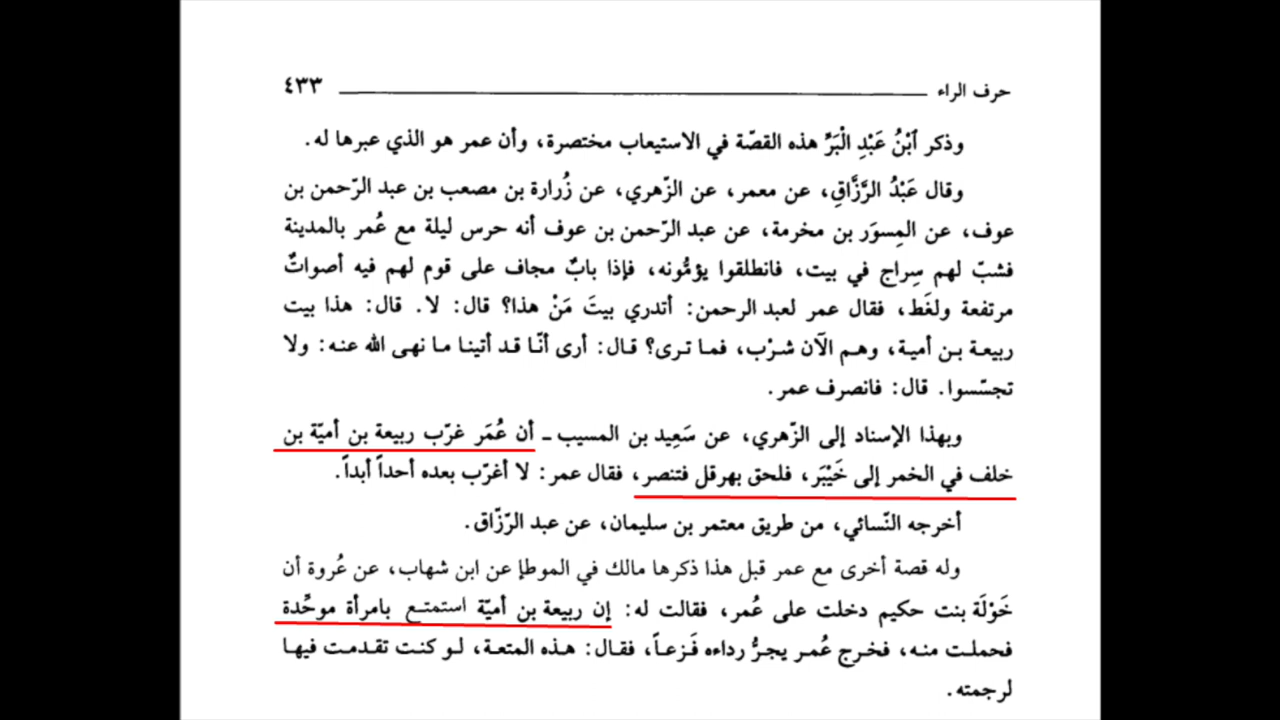 حرف الراء ٤٣٣
وذكر ٱبْنُ عَبْدِ الْبَرِّ هذه القصّة في الاستيعاب مختصرة، وأن عمر هو الذي عبرها له.
وقال عَبْدُ الرَّزَّاقِ، عن معمر، عن الزّهري، عن زُرارة بن مصعب بن عبد الرّحمن بن
عوف، عن المِسوَر بن مخرمة، عن عبد الرّحمن بن عوف أنه حرس ليلة مع عُمر بالمدينة
فشبّ لهم سِراج في بيت، فانطلقوا يؤمُّونه، فإذا بابٌ مجاف على قوم لهم فيه أصواتٌ
مرتفعة ولغَط، فقال عمر لعبد الرحمن: أتدري بيتَ مَنْ هذا؟ قال: لا. قال: هذا بيت
ربيعة بن أمية، وهم الآن شرْب، فما ترى؟ قال: أرى أنّا قد أتينا ما نهى الله عنه: ولا
تجسّسوا. قال: فانصرف عمر.
وبهذا الإسناد إلى الزّهري، عن سَعِيد بن المسيب ـ أن عُمَر غرّب ربيعة بن أميّة بن
خلف في الخمر إلى خَيْبَر، فلحق بهرقل فتنصر، فقال عمر: لا أغرّب بعده أحداً أبداً.
أخرجه النّسائي، من طريق معتمر بن سليمان، عن عبد الرّزّاق.
وله قصة أخرى مع عمر قبل هذا ذكرها مالك في الموطإ عن ابن شهاب، عن عُروة أن
خَوْلَة بنت حكيم دخلت على عُمر، فقالت له: إن ربيعة بن أميّة استمتع بامرأة موحِّدة
فحملت منه، فخرج عُمر يجرُّ رداءه فَزعاً، فقال: هذه المتعة، لو كنت تقدمت فيها
لرجمته.